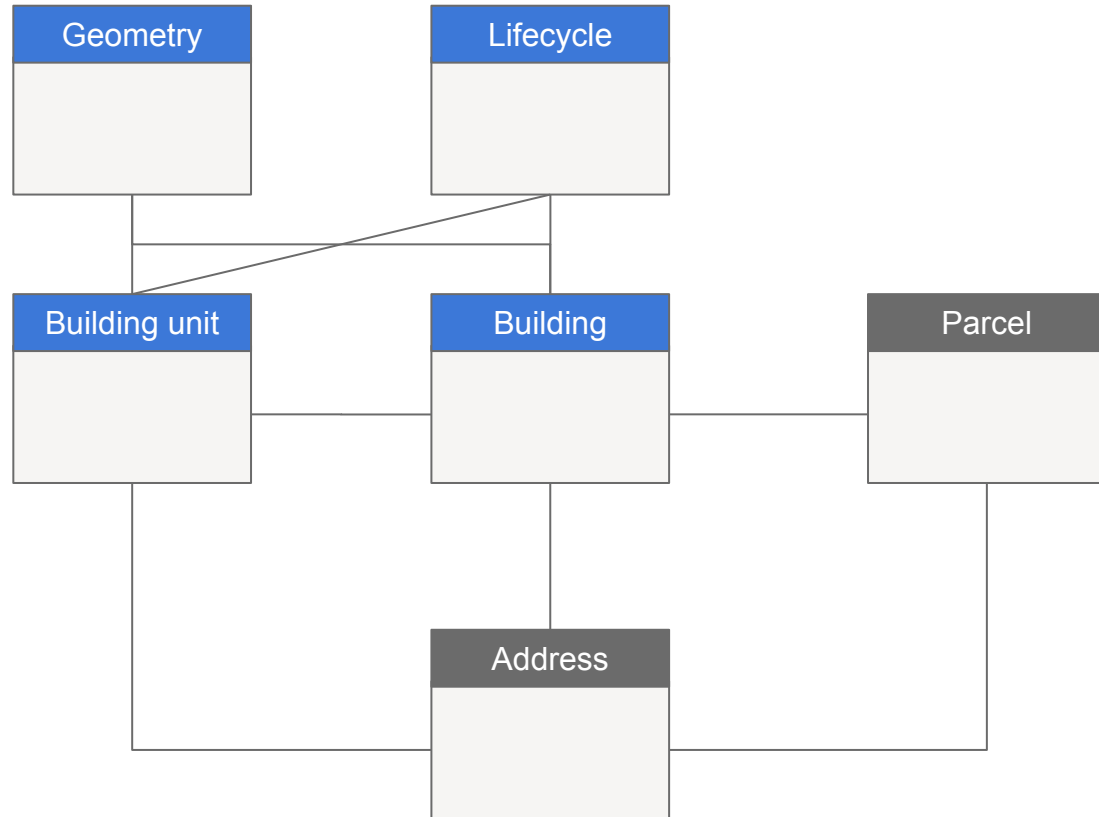 Geometry
Lifecycle
Building unit
Building
Parcel
Address